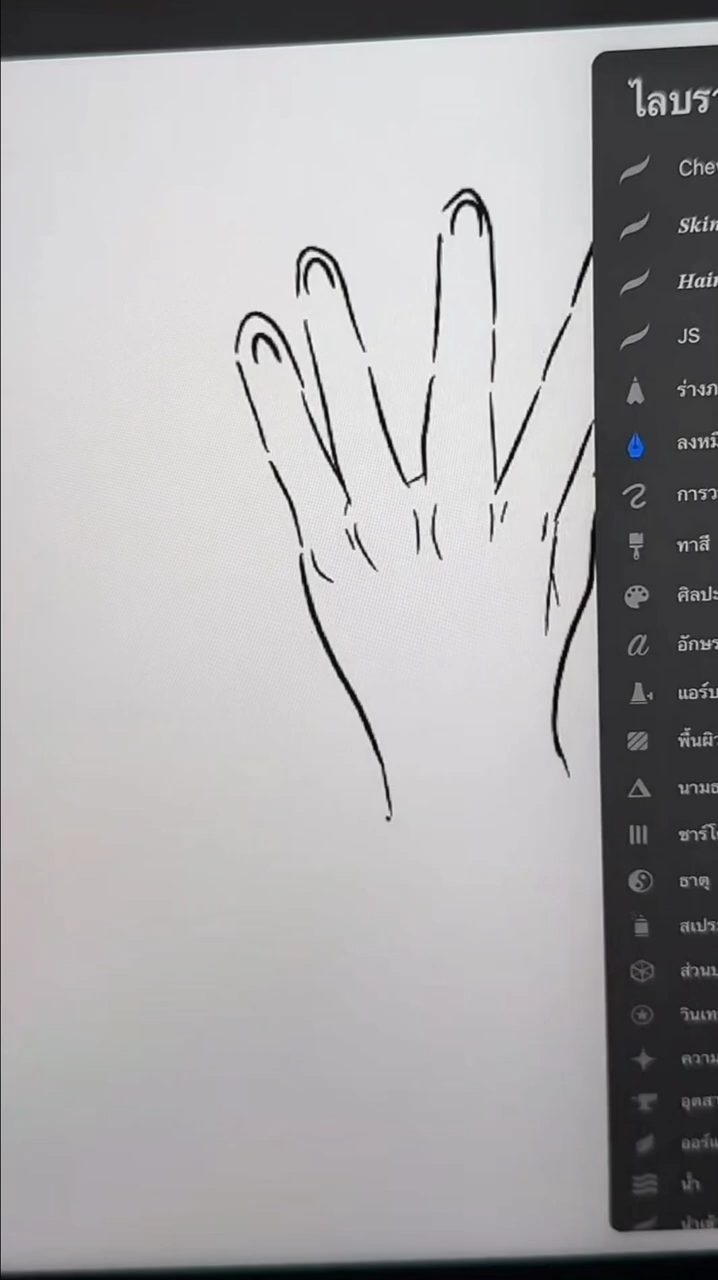 ไลบรา
Che
Skin
Hair
JS
ร่างภ
ลงหมึ
การว
ทาสี
ศิลปะ
อักษร
แอร์บ
พื้นผิว
นามธ
ชาร์โ
ธาตุ
สเปร
ส่วนบ
วินเท
ความ
อุตสา
ออร์แ
น้ำ